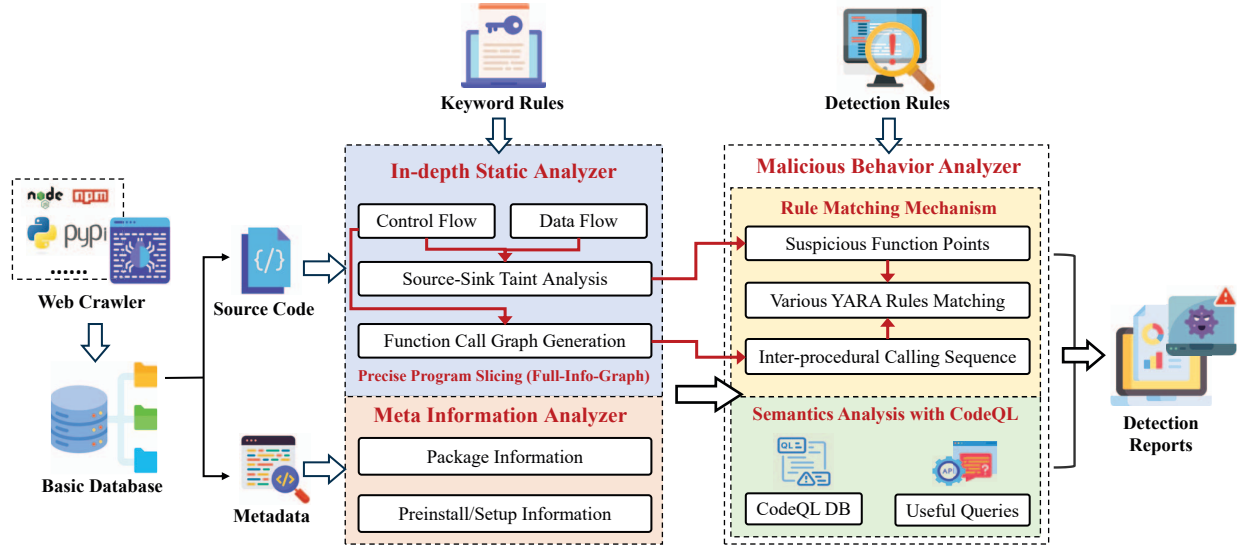 Keyword Rules
Detection Rules
node
JS
npm
pyPi
......
Web Crawler
Basic Database
Source Code
Metadata
In-depth Static Analyzer
Control Flow
Data Flow
Source-Sink Taint Analysis
Function Call Graph Generation
Precise Program Slicing (Full-Info-Graph)
Meta Information Analyzer
Package Information
Preinstall/Setup Information
Malicious Behavior Analyzer
Rule Matching Mechanism
Suspicious Function Points
Various YARA Rules Matching
Inter-procedural Calling Sequence
Semantics Analysis with CodeQL
QL
API
CodeQL DB
Useful Queries
Detection
Reports